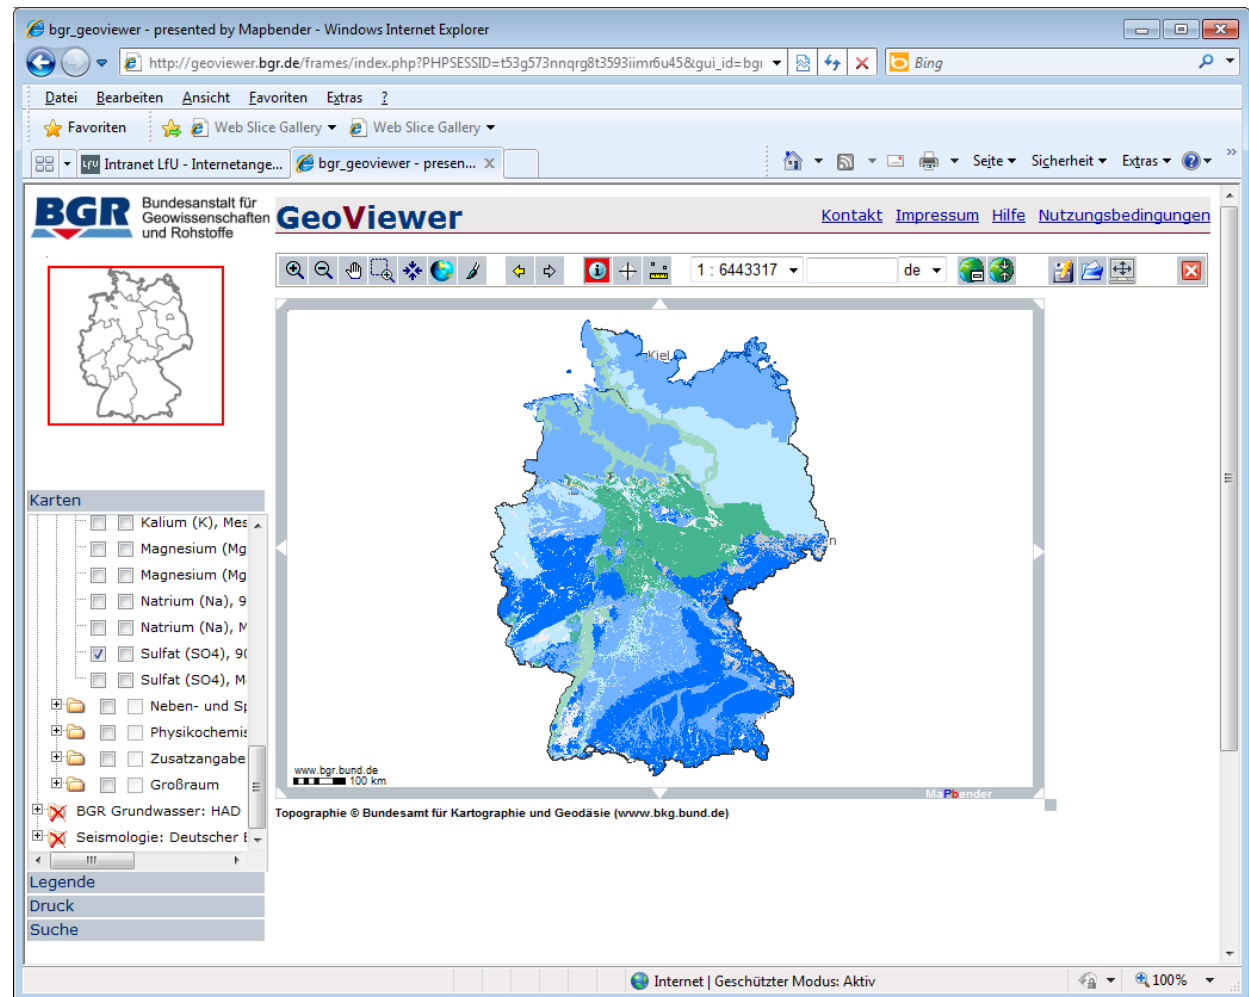 bgr_geoviewer - presented by Mapbender - Windows Internet Explorer
http://geoviewer.bgr.de/frames/index.php?PHPSESSID=t53g573nnqrg8t3593iimr6u45&gui_id=bgr
Bing
Datei Bearbeiten Ansicht Favoriten Extras ?
Favoriten Web Slice Gallery Web Slice Gallery
LfU Intranet LfU - Internetange... bgr_geoviewer - presen... X Seite Sicherheit Extras
BGR Bundesanstalt für
Geowissenschaften
und Rohstoffe
GeoViewer
Kontakt Impressum Hilfe Nutzungsbedingungen
1 : 6443317 de
Kiel
Karten
Kalium (K), Mes
Magnesium (Mg
Magnesium (Mg
Natrium (Na), 9
Natrium (Na), M
Sulfat (SO4), 90
Sulfat (SO4), M
Neben- und Sp
Physikochemis
Zusatzangabe
Großraum
BGR Grundwasser: HAD
Seismologie: Deutscher E
www.bgr.bund.de
100 km
MaPbender
Topographie © Bundesamt für Kartographie und Geodäsie (www.bkg.bund.de)
Legende
Druck
Suche
Internet | Geschützter Modus: Aktiv 100%